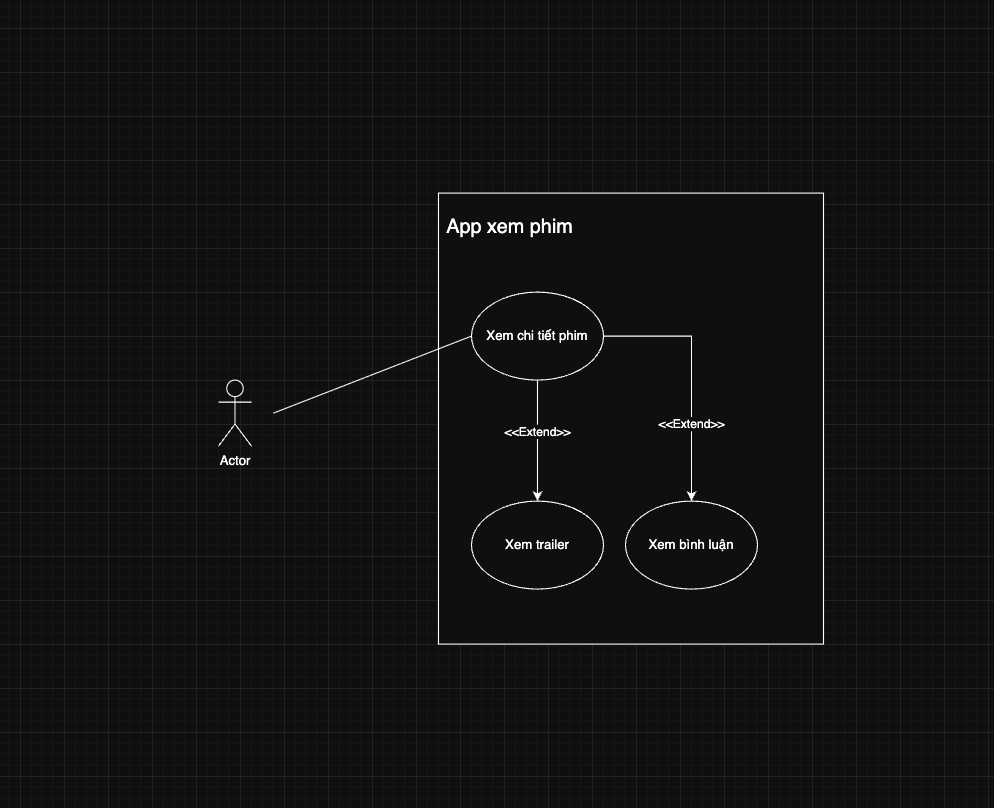 App xem phim
Xem chi tiết phim
Actor
<<Extend>>
<<Extend>>
Xem trailer
Xem bình luận